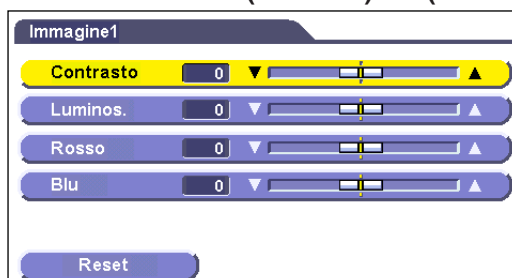 Immagine1
Contrasto 0
Luminos. 0
Rosso 0
Blu 0
Reset